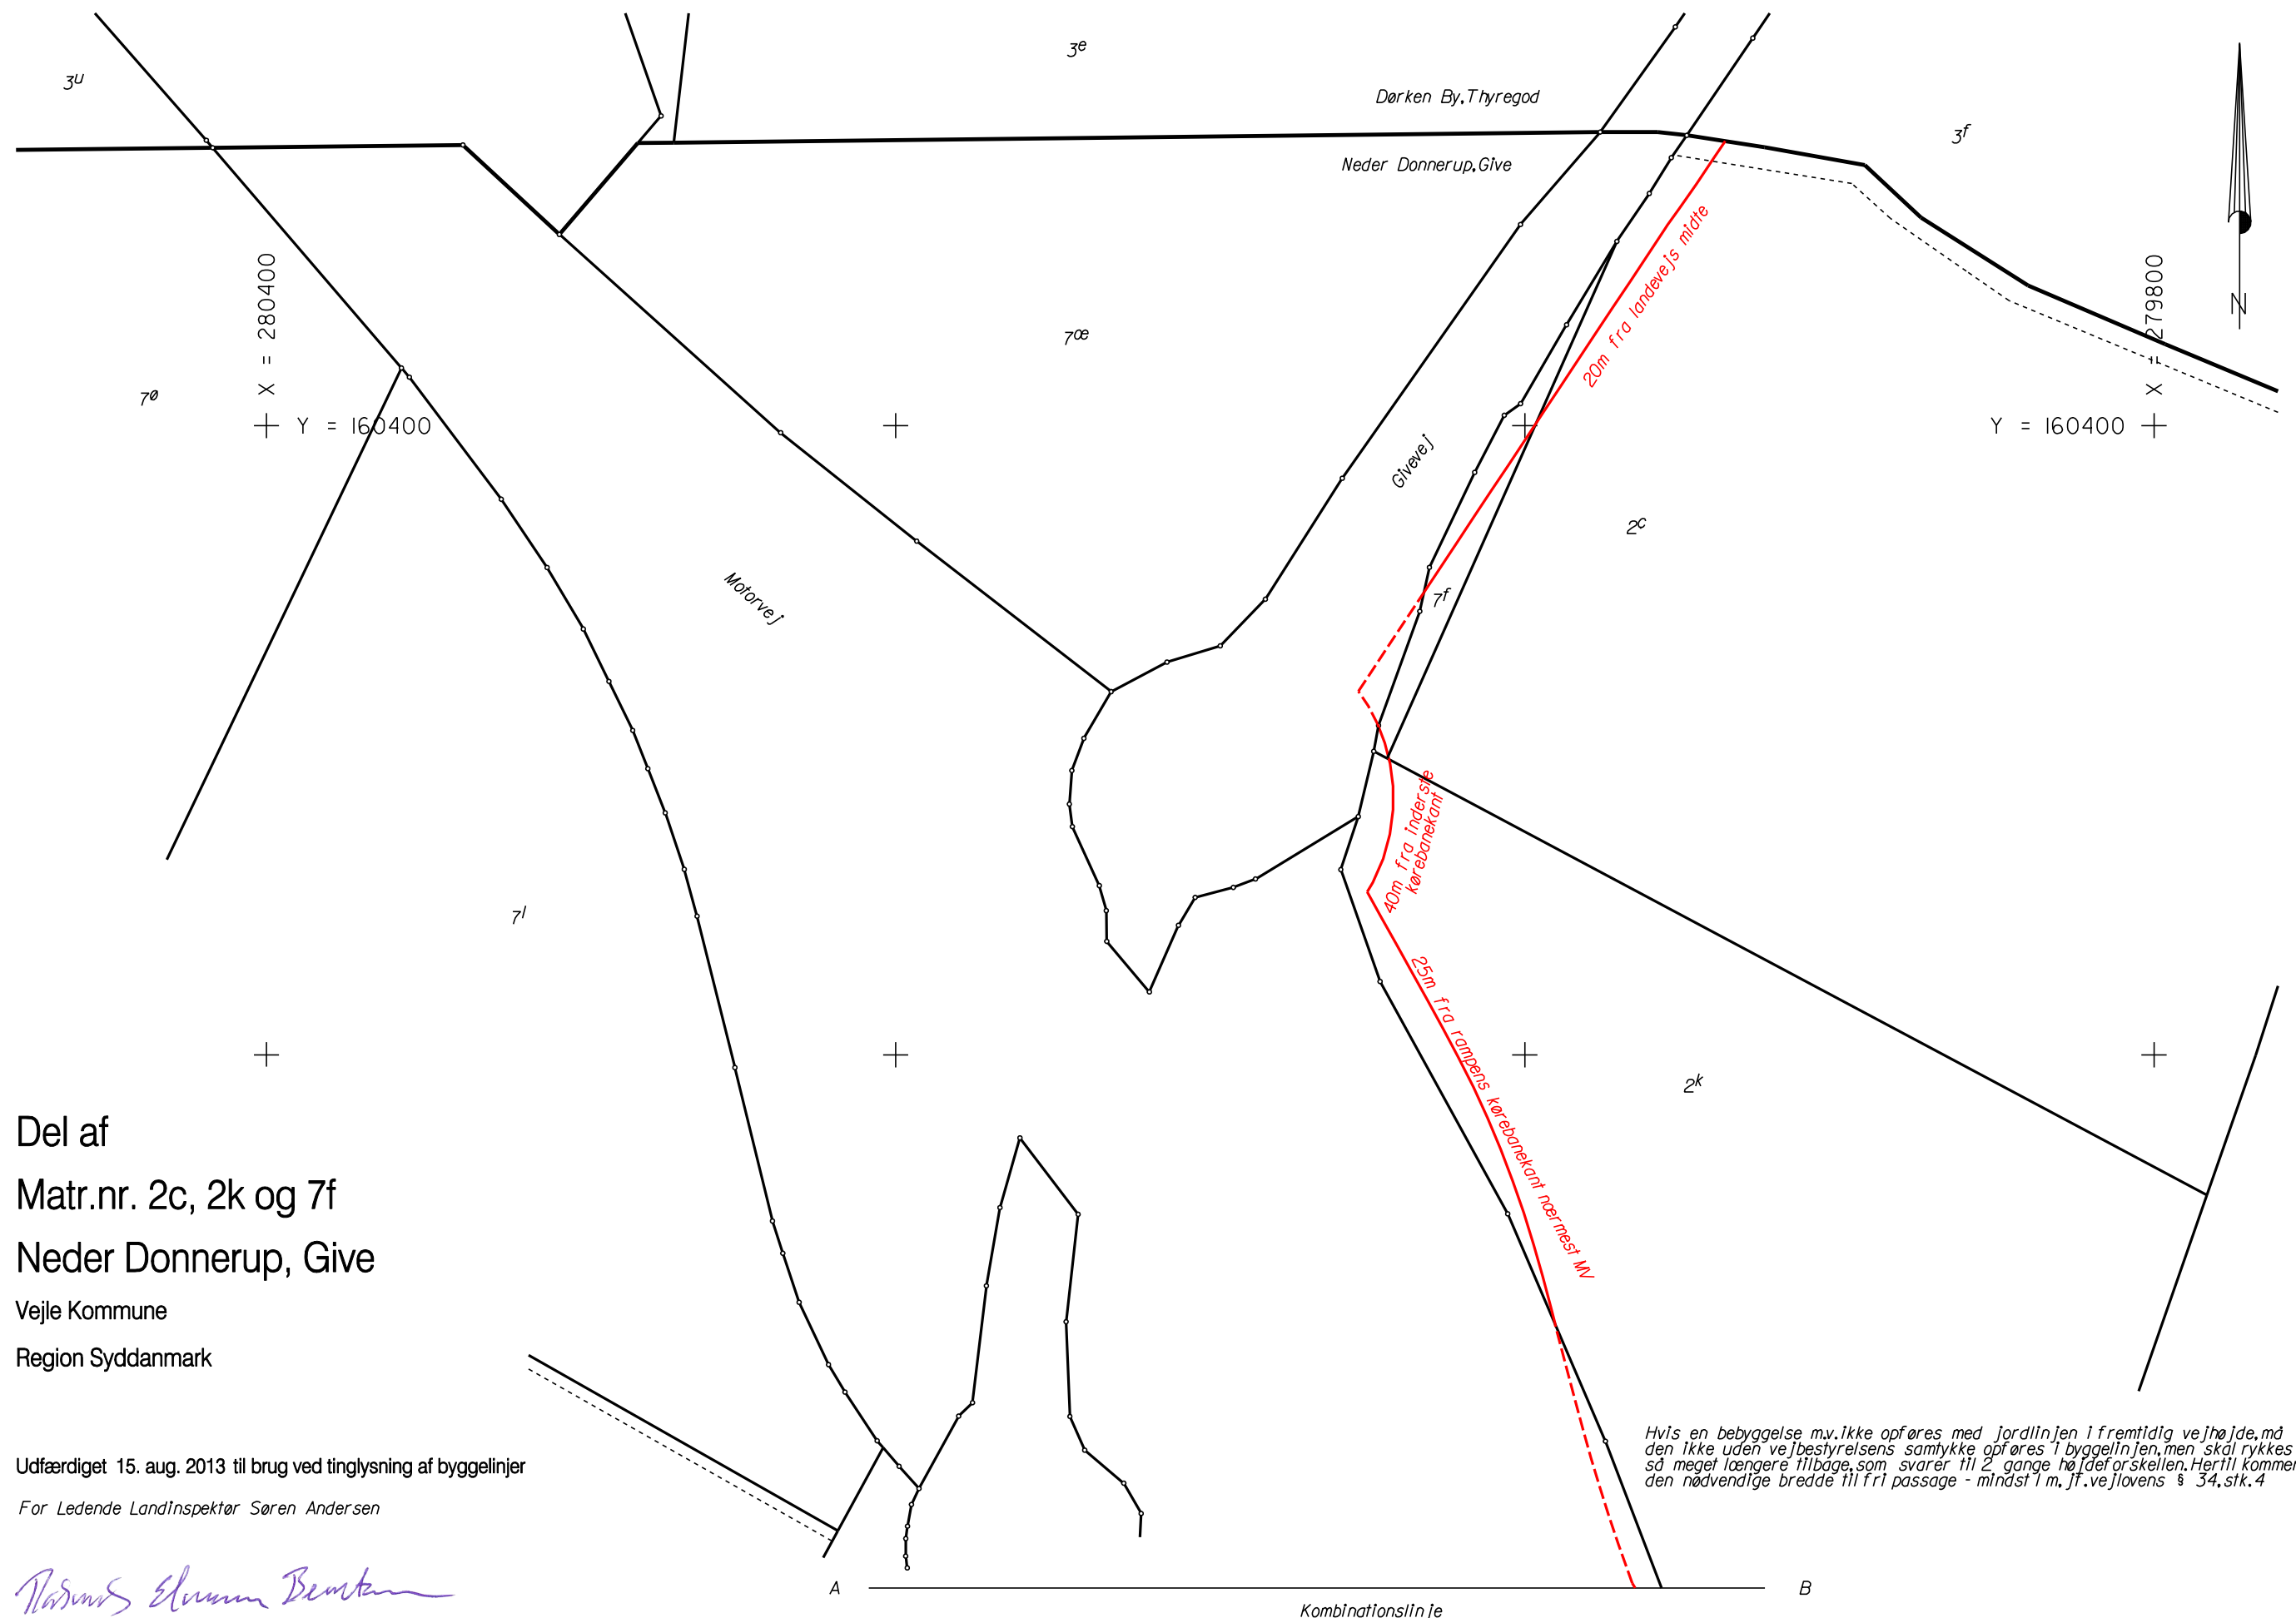 3u
3e
Dørken By, Thyregod
3f
Neder Donnerup, Give
X = 280400
20m fra landevejs midte
X = 279800
N
7æ
7ø
Y = 160400
Y = 160400
Givevej
2c
Motorvej
7f
40m fra inderste
kørebanekant
7l
25m fra rampens kørebanekant nærmest MV
2k
Del af
Matr.nr. 2c, 2k og 7f
Neder Donnerup, Give
Vejle Kommune
Region Syddanmark
Hvis en bebyggelse m.v. ikke opføres med jordlinjen i fremtidig vejhøjde, må
den ikke uden vejbestyrelsens samtykke opføres i byggelinjen, men skal rykkes
så meget længere tilbage, som svarer til 2 gange højdeforskellen. Hertil kommer
den nødvendige bredde til fri passage - mindst 1 m, jf. vejlovens § 34, stk.4
Udfærdiget 15. aug. 2013 til brug ved tinglysning af byggelinjer
For Ledende Landinspektør Søren Andersen
A
B
Kombinationslinie